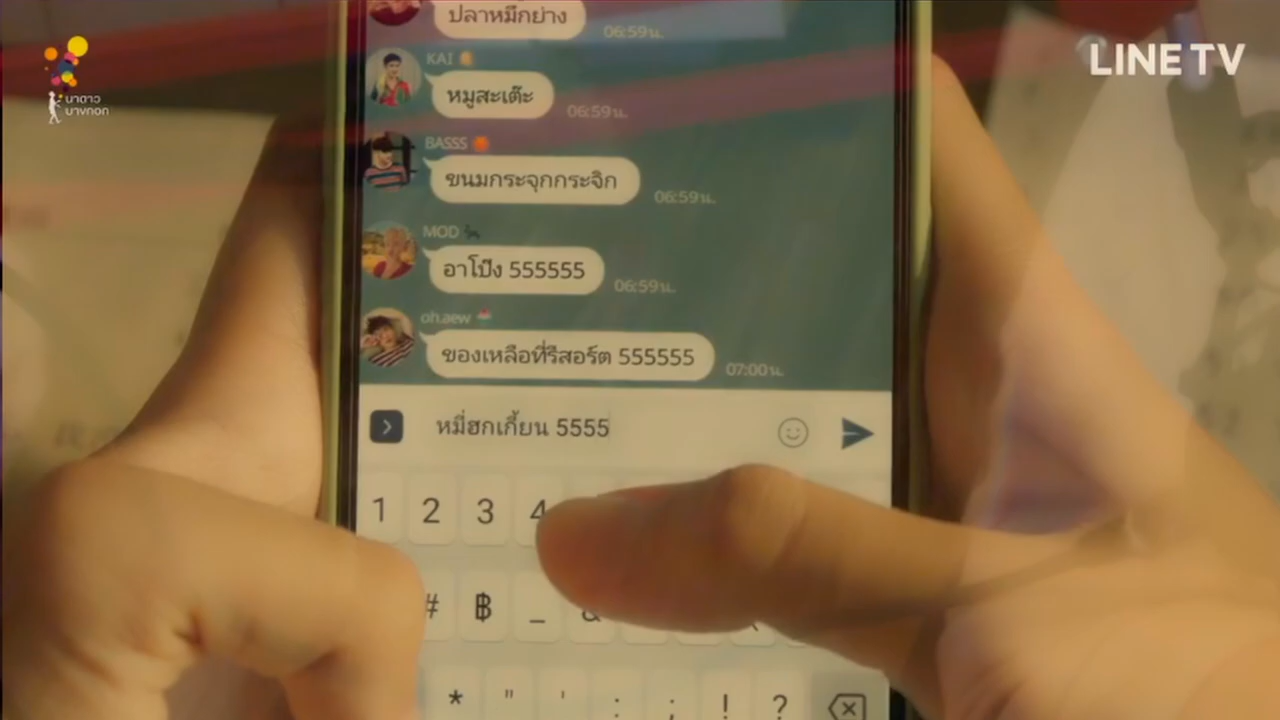 LINE TV
นาดาว
บางกอก
ปลาหมึกย่าง
06:59น.
KAI
หมูสะเต๊ะ
06:59น.
BASSS
ขนมกระจุกกระจิก
06:59น.
MOD
อาโป๊ง 555555
06:59น.
oh.aew
ของเหลือที่รีสอร์ต 555555
07:00น.
หมี่ฮกเกี้ยน 5555
1 2 3 4
# ฿ _ &
* " ' : ; ! ?